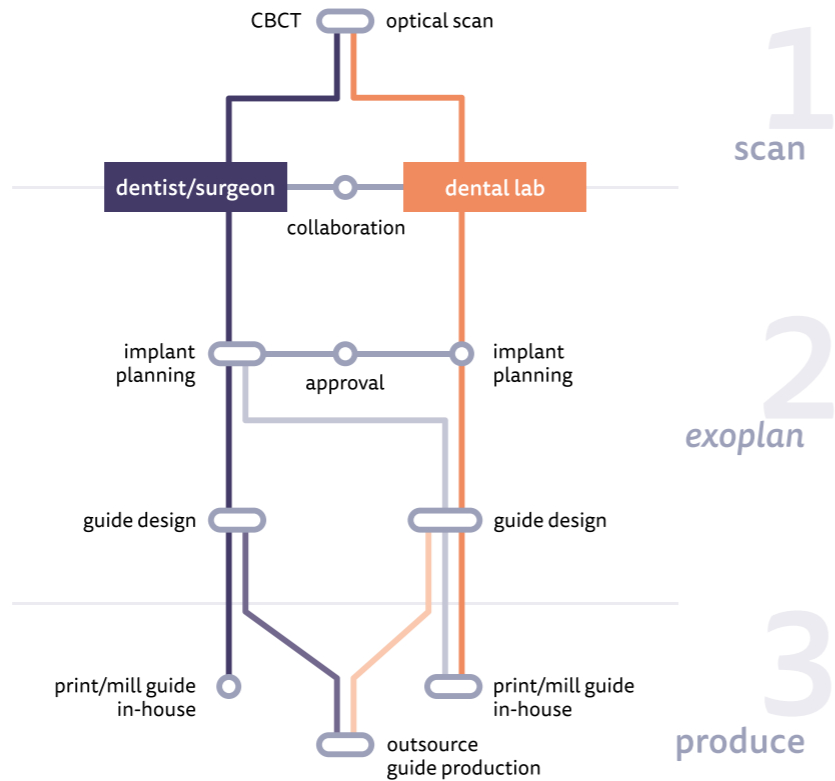 CBCT
optical scan
1
scan
dentist/surgeon
dental lab
collaboration
implant
planning
approval
implant
planning
2
exoplan
guide design
guide design
3
print/mill guide
in-house
print/mill guide
in-house
produce
outsource
guide production